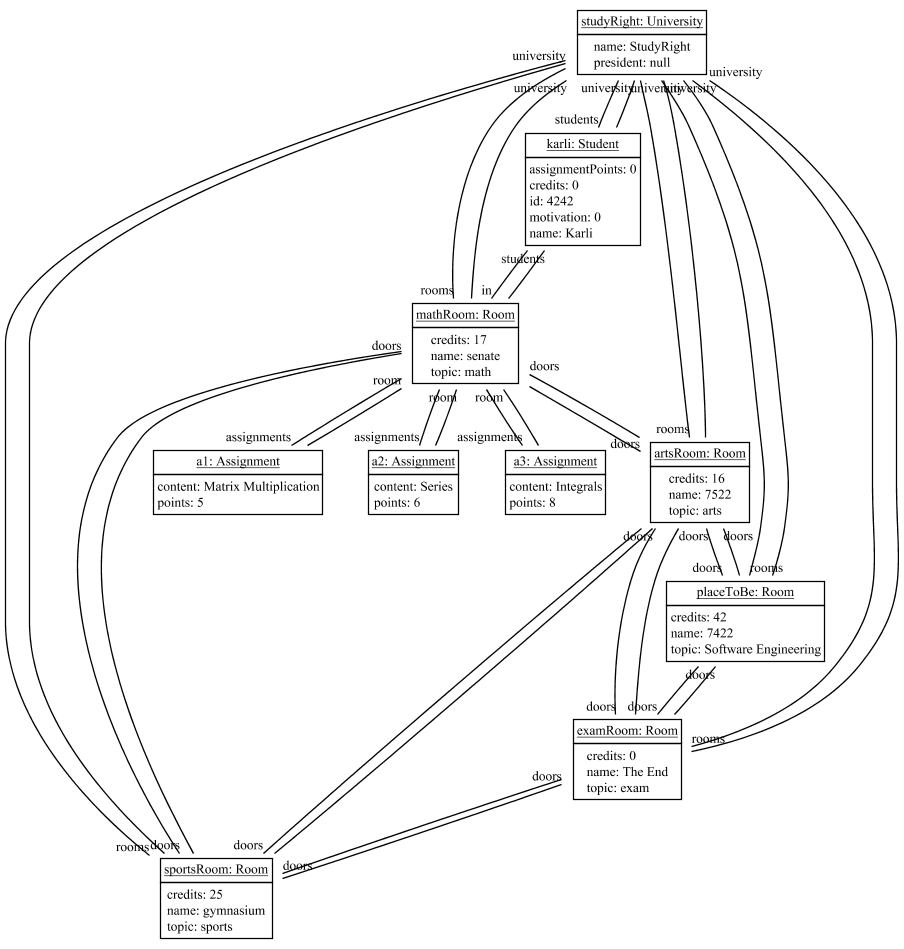 studyRight: University
name: StudyRight
president: null
university
university
university
university
university
university
students
karli: Student
assignmentPoints: 0
credits: 0
id: 4242
motivation: 0
name: Karli
students
rooms
in
mathRoom: Room
credits: 17
name: senate
topic: math
doors
doors
room
room
room
assignments
assignments
assignments
a1: Assignment
content: Matrix Multiplication
points: 5
a2: Assignment
content: Series
points: 6
a3: Assignment
content: Integrals
points: 8
rooms
doors
artsRoom: Room
credits: 16
name: 7522
topic: arts
doors
doors
doors
doors
rooms
placeToBe: Room
credits: 42
name: 7422
topic: Software Engineering
doors
doors
doors
examRoom: Room
credits: 0
name: The End
topic: exam
rooms
doors
rooms
doors
doors
doors
sportsRoom: Room
credits: 25
name: gymnasium
topic: sports